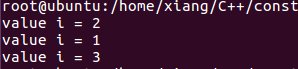 root@ubuntu:/home/xiang/C++/const
value i = 2
value i = 1
value i = 3